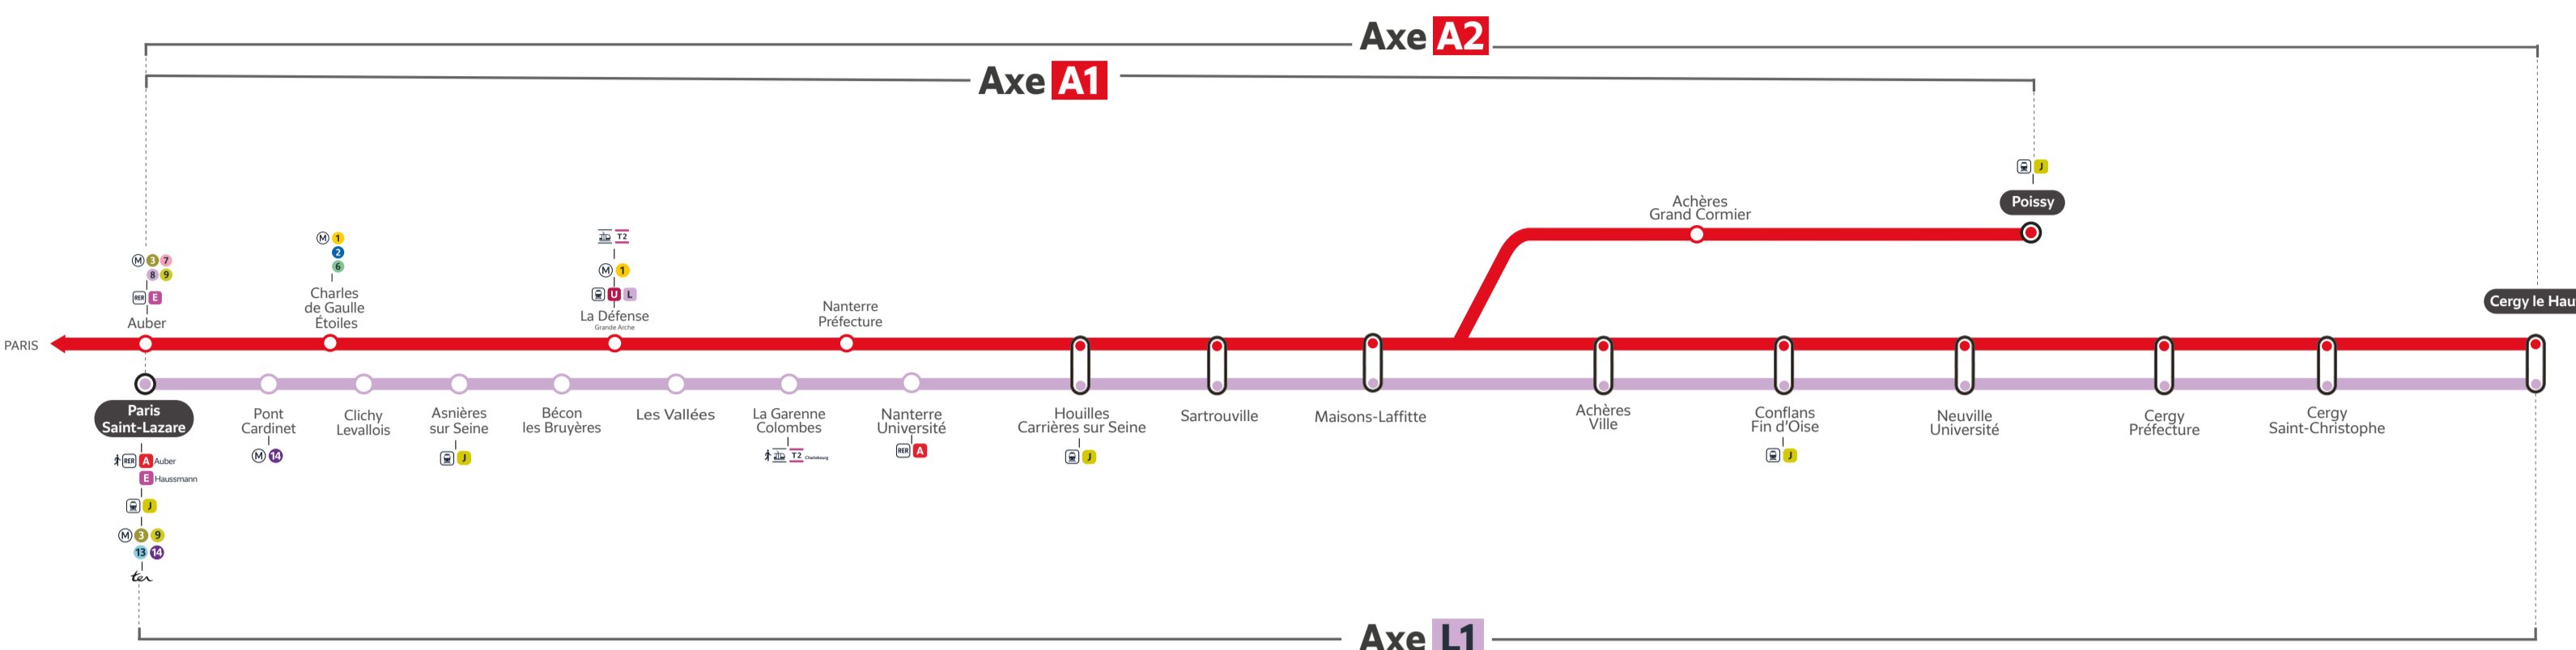 Axe A2
Axe A1
J
Poissy
Achères
Grand Cormier
Cergy le Hau
M 1
2
6
Charles
de Gaulle
Étoiles
T2
M 1
U L
La Défense
Grande Arche
M 3 7
8 9
RER E
Auber
Nanterre
Préfecture
PARIS
Paris
Saint-Lazare
RER A Auber
E Haussmann
J
M 3 9
13 14
ter
Pont
Cardinet
M 14
Clichy
Levallois
Asnières
sur Seine
J
Bécon
les Bruyères
Les Vallées
La Garenne
Colombes
T2 Charlebourg
Nanterre
Université
RER A
Houilles
Carrières sur Seine
J
Sartrouville
Maisons-Laffitte
Achères
Ville
Conflans
Fin d'Oise
J
Neuville
Université
Cergy
Préfecture
Cergy
Saint-Christophe
Axe L1